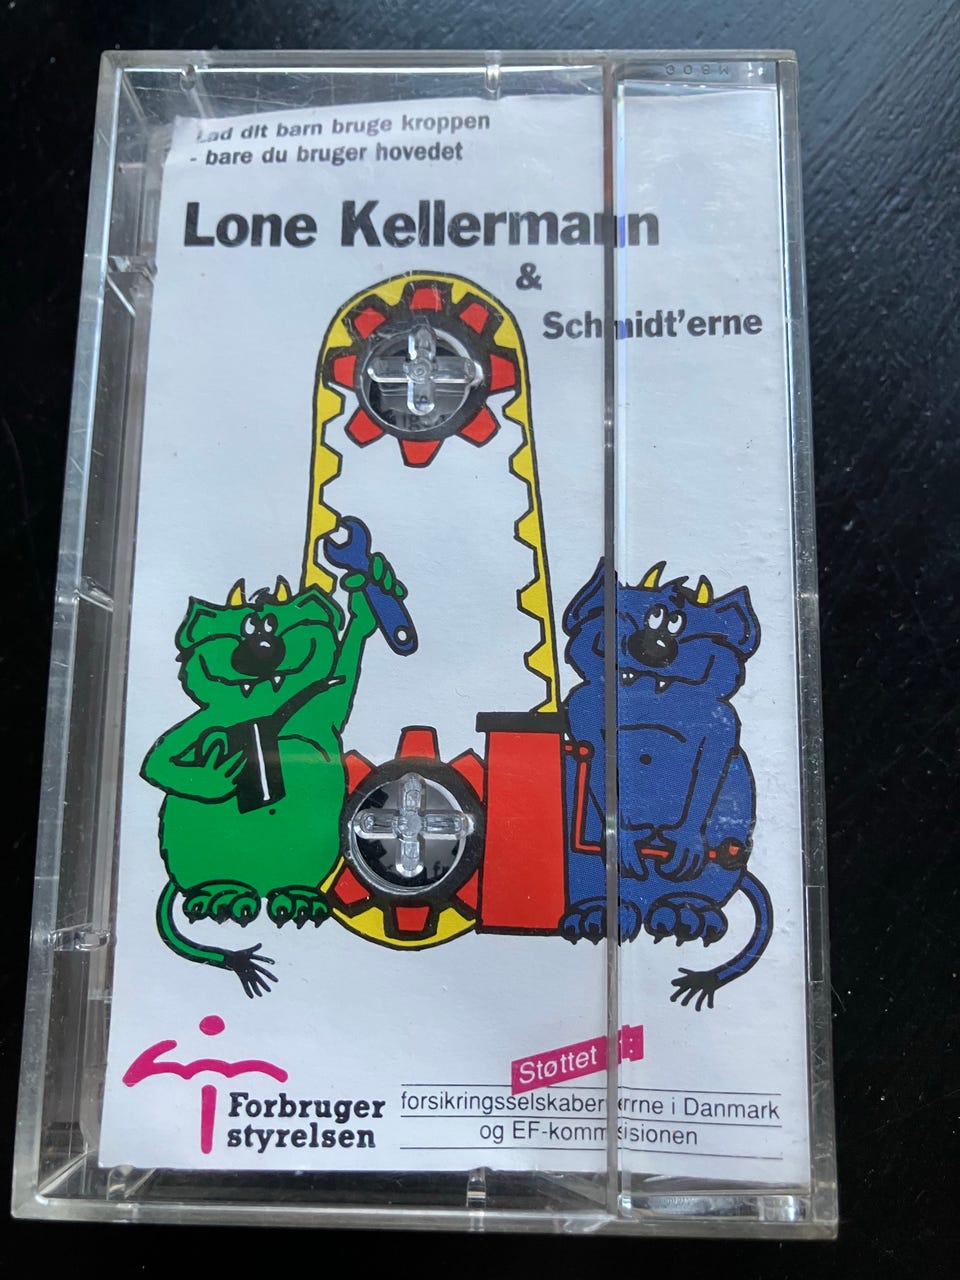 Lad dit barn bruge kroppen
- bare du bruger hovedet
Lone Kellermann
&
Schmidt'erne
Støttet
forsikringsselskaberne i Danmark
og EF-kommisionen
Forbruger
styrelsen